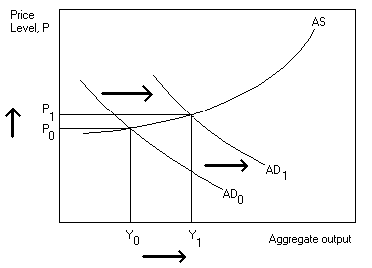 Price
Level, P
AS
P1
P0
AD1
AD0
Y0
Y1
Aggregate output